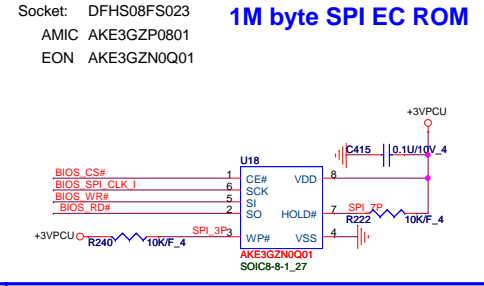 Socket: DFHS08FS023
1M byte SPI EC ROM
AMIC AKE3GZP0801
EON AKE3GZN0Q01
+3VPCU
C415 0.1U/10V_4
U18
BIOS_CS# 1 CE# VDD 8
BIOS_SPI_CLK_I 6 SCK
BIOS_WR# 5 SI
BIOS_RD# 2 SO HOLD# 7 SPI_7P
R222 10K/F_4
+3VPCU R240 10K/F_4 SPI_3P 3 WP# VSS 4
AKE3GZN0Q01
SOIC8-8-1_27